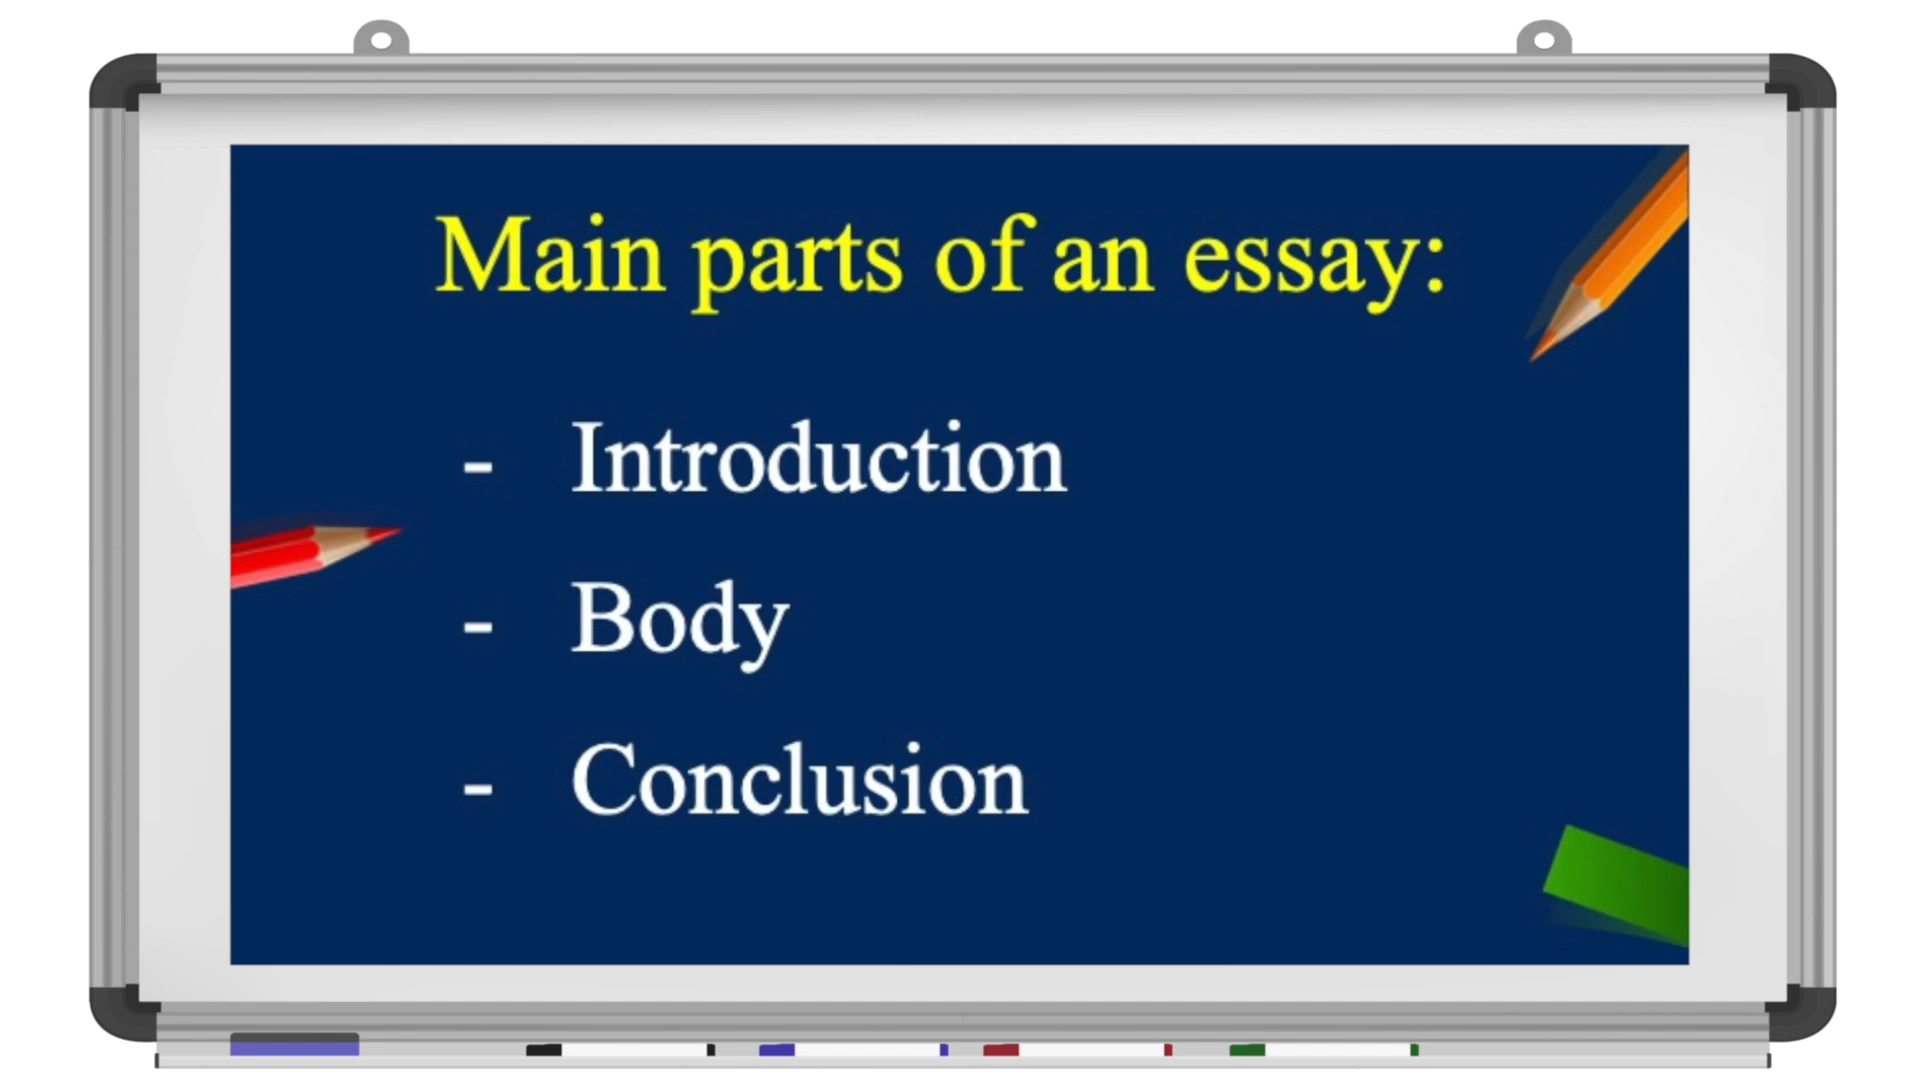 Main parts of an essay:
- Introduction
- Body
- Conclusion